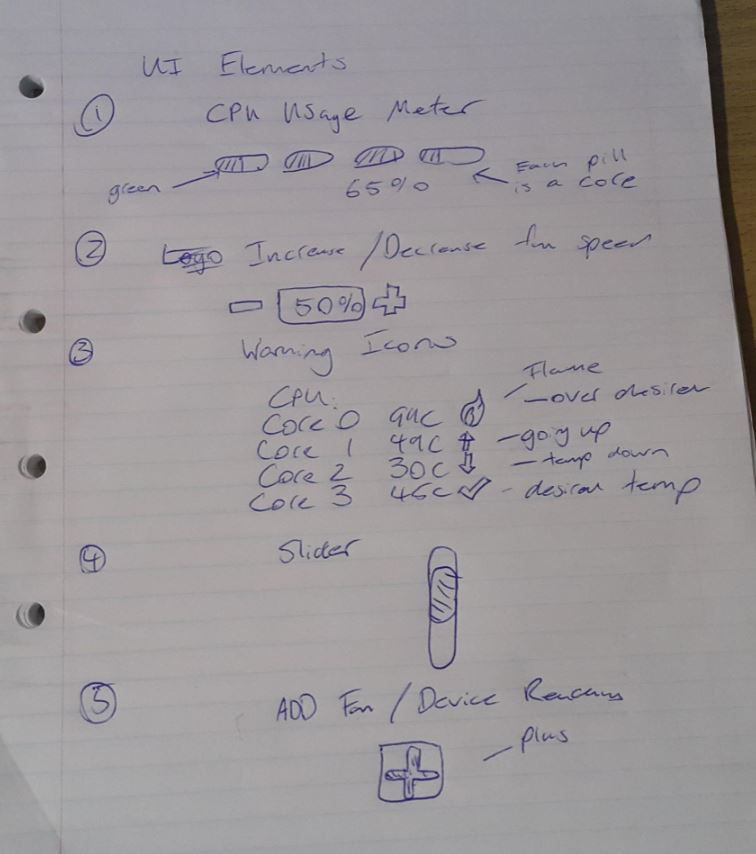 UI Elements
① CPU Usage Meter
green
65%
Each pill
is a core
② Logo Increase / Decrease fan speed
- 50% +
③ Warning Icons
Flame
CPU:
Core 0 94c - over desired
Core 1 49c - going up
Core 2 30c - temp down
Core 3 45c - desired temp
④ Slider
⑤ ADD Fan / Device
plus